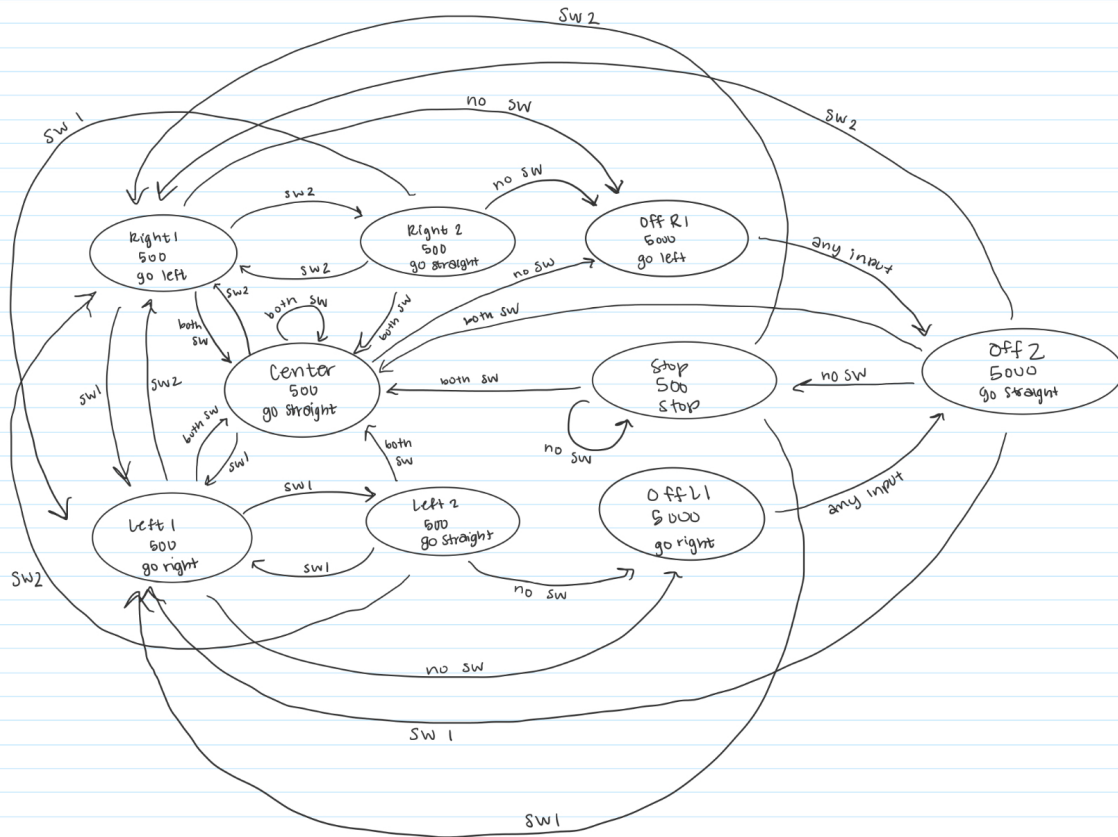 SW2
SW 1
no SW
SW2
no SW
SW2
Right 1
500
go left
Right 2
500
go straight
Off R1
5000
go left
any input
SW2
no SW
SW2
both SW
both
SW
both SW
both SW
Center
500
go straight
both SW
Stop
500
Stop
no SW
Off 2
5000
go straight
SW1
SW2
both SW
SW1
both
SW
no
SW
SW1
Left 1
500
go right
Left 2
500
go straight
Off L1
5000
go right
any input
SW1
no SW
SW2
no SW
SW 1
SW1